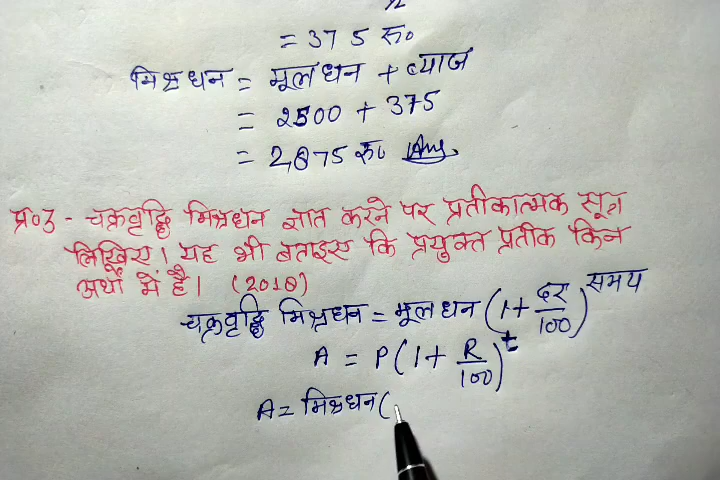 = 375 रु०
मिश्रधन = मूलधन + ब्याज
= 2500 + 375
= 2875 रु० Ans.
प्र०3 - चक्रवृद्धि मिश्रधन ज्ञात करने पर प्रतीकात्मक सूत्र
लिखिए। यह भी बताइए कि प्रयुक्त प्रतीक किन
अर्थों में है। (2018)
चक्रवृद्धि मिश्रधन = मूलधन (1 + दर/100)^समय
A = P(1 + R/100)^t
A = मिश्रधन (